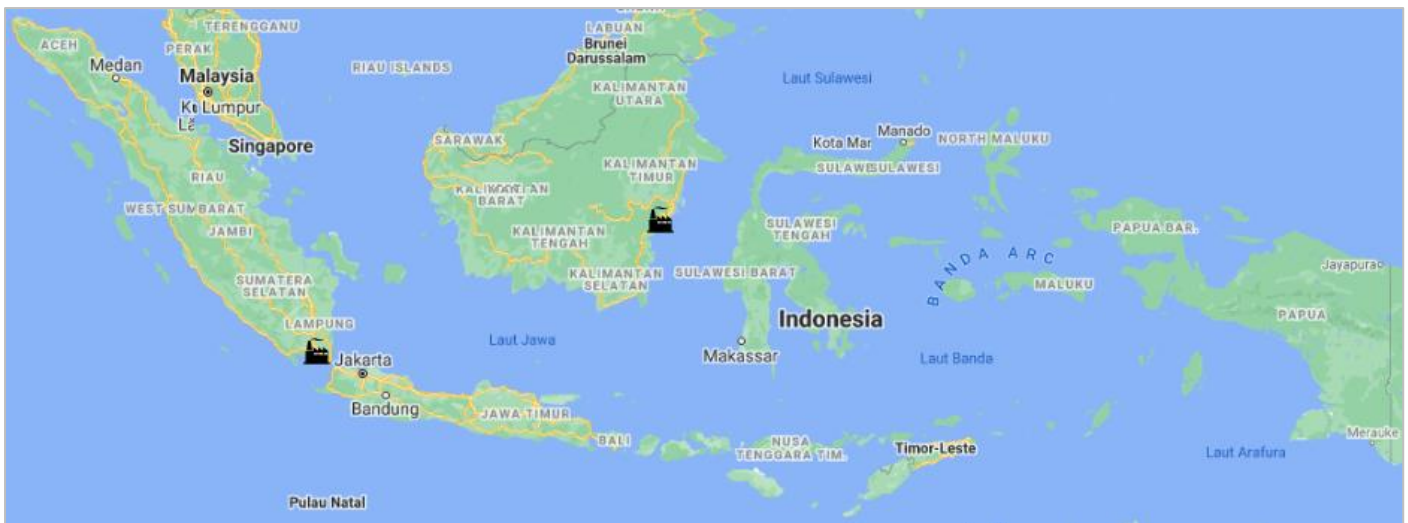 TERENGGANU
LABUAN
ACEH
PERAK
Brunei
Darussalam
Medan
RIAU ISLANDS
Malaysia
Laut Sulawesi
KALIMANTAN
UTARA
Lumpur
Manado
SARAWAK
Kota Mar
NORTH MALUKU
Singapore
KALIMANTAN
TIMUR
SULAWESI
RIAU
BARAT
WEST SUMBARAT
SULAWESI
TENGAH
JAMBI
KALIMANTAN
TENGAH
PAPUA BAR.
BANDA ARC
KALIMANTAN
SELATAN
SULAWESI BARAT
Jayapura
SUMATERA
SELATAN
MALUKU
Indonesia
PAPUA
LAMPUNG
Laut Jawa
Makassar
Jakarta
Laut Banda
Bandung
JAWA TIMUR
BALI
NUSA
TENGGARA TIM.
Timor-Leste
Merauke
Laut Arafura
Pulau Natal